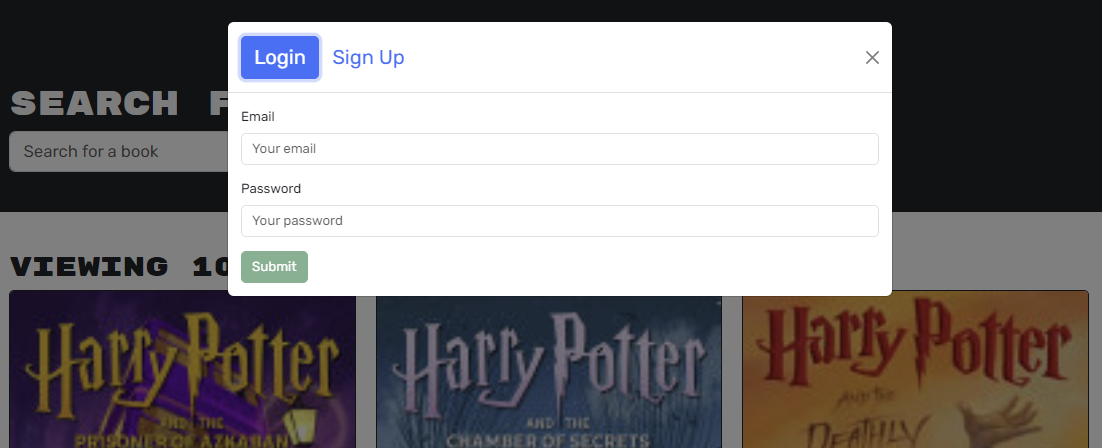 Login Sign Up
SEARCH F
Email
Your email
Search for a book
Password
Your password
VIEWING 10
Submit
Harry Potter
AND THE
PRISONER OF AZKABAN
Harry Potter
AND THE
CHAMBER OF SECRETS
Harry Potter
AND THE
DEATHLY